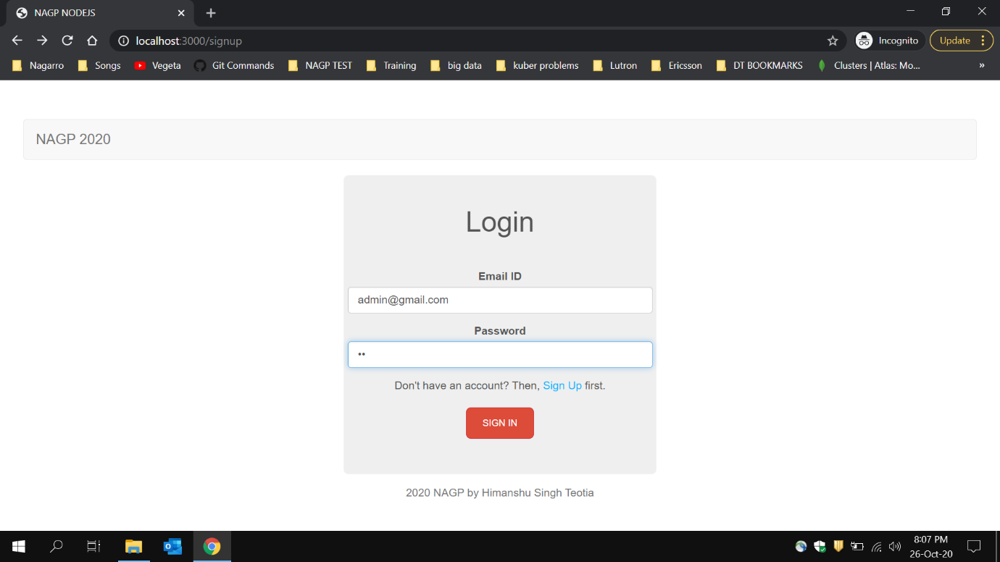 NAGP NODEJS
localhost:3000/signup
Incognito
Update
Nagarro Songs Vegeta Git Commands NAGP TEST Training big data kuber problems Lutron Ericsson DT BOOKMARKS Clusters | Atlas: Mo... »
NAGP 2020
Login
Email ID
admin@gmail.com
Password
••
Don't have an account? Then, Sign Up first.
SIGN IN
2020 NAGP by Himanshu Singh Teotia
8:07 PM
26-Oct-20